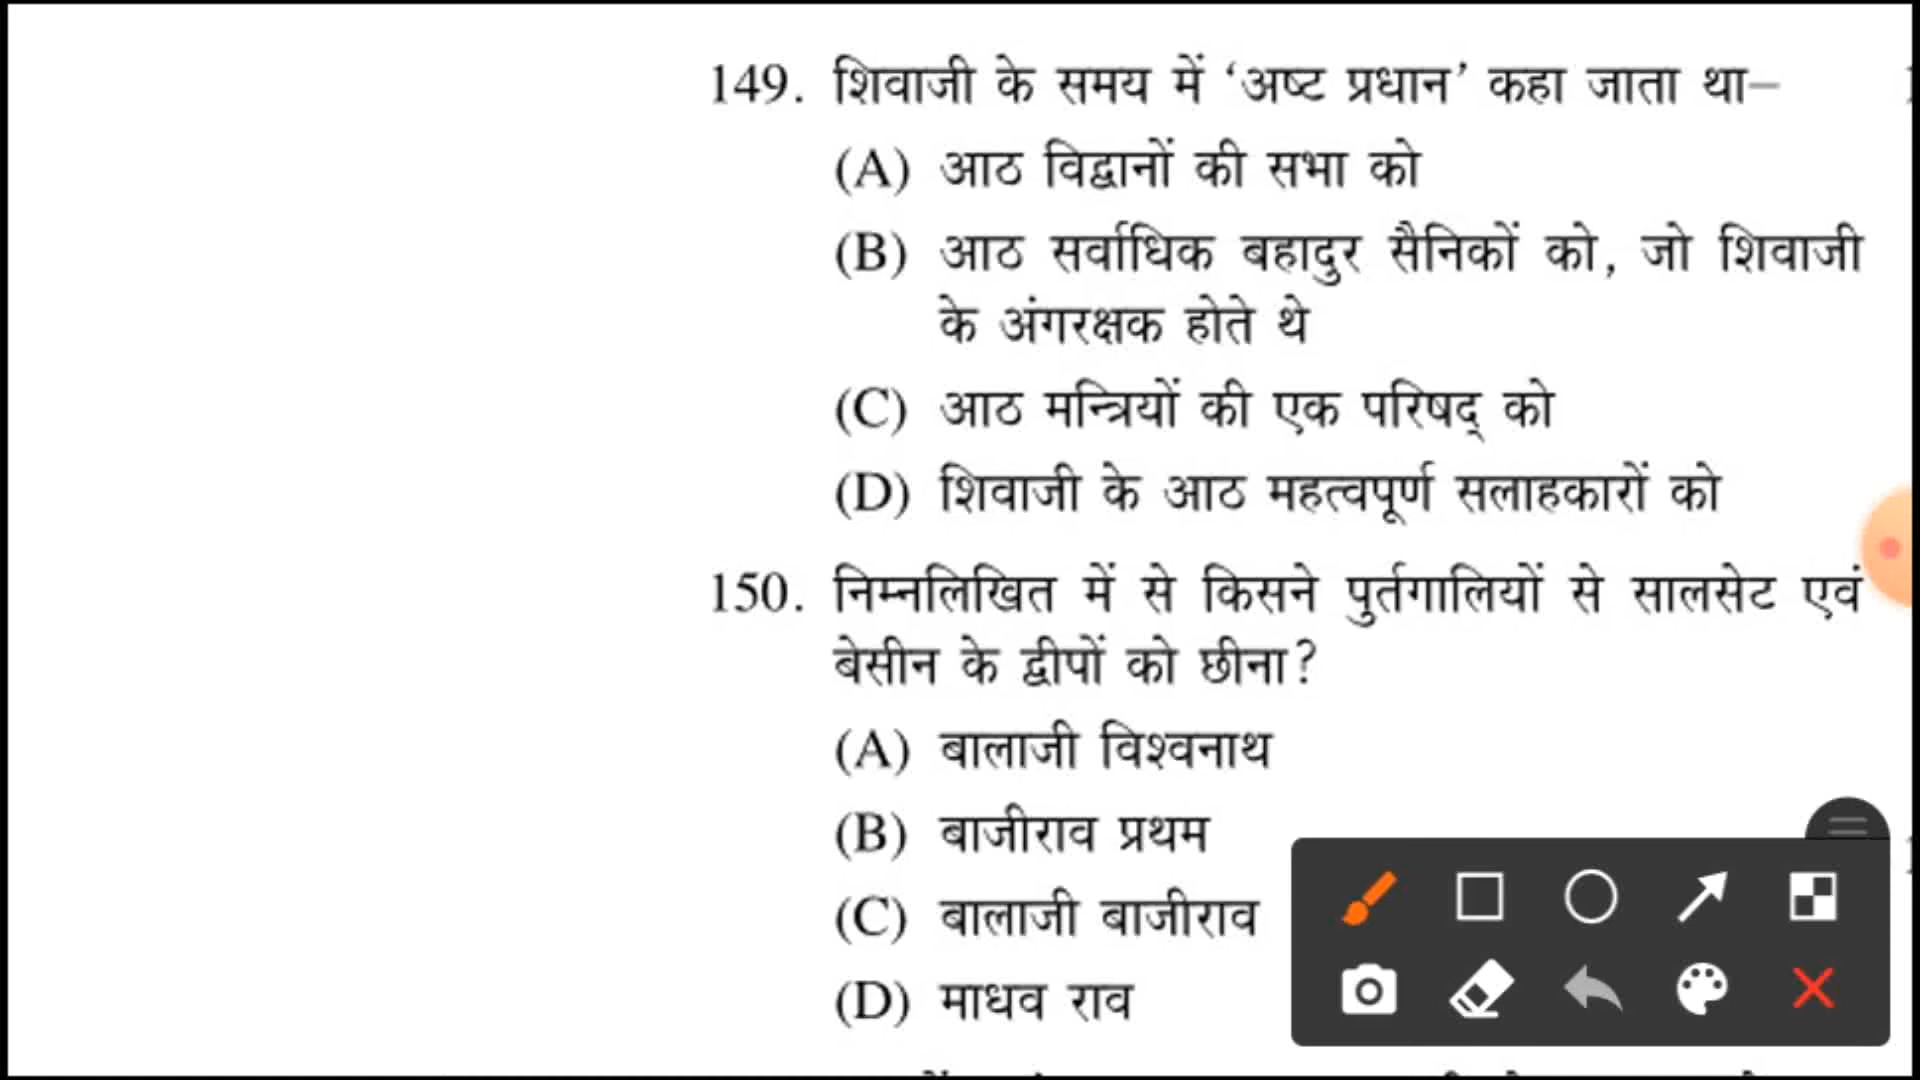 149. शिवाजी के समय में ‘अष्ट प्रधान’ कहा जाता था–
(A) आठ विद्वानों की सभा को
(B) आठ सर्वाधिक बहादुर सैनिकों को, जो शिवाजी
के अंगरक्षक होते थे
(C) आठ मन्त्रियों की एक परिषद् को
(D) शिवाजी के आठ महत्वपूर्ण सलाहकारों को
150. निम्नलिखित में से किसने पुर्तगालियों से सालसेट एवं
बेसीन के द्वीपों को छीना?
(A) बालाजी विश्वनाथ
(B) बाजीराव प्रथम
(C) बालाजी बाजीराव
(D) माधव राव